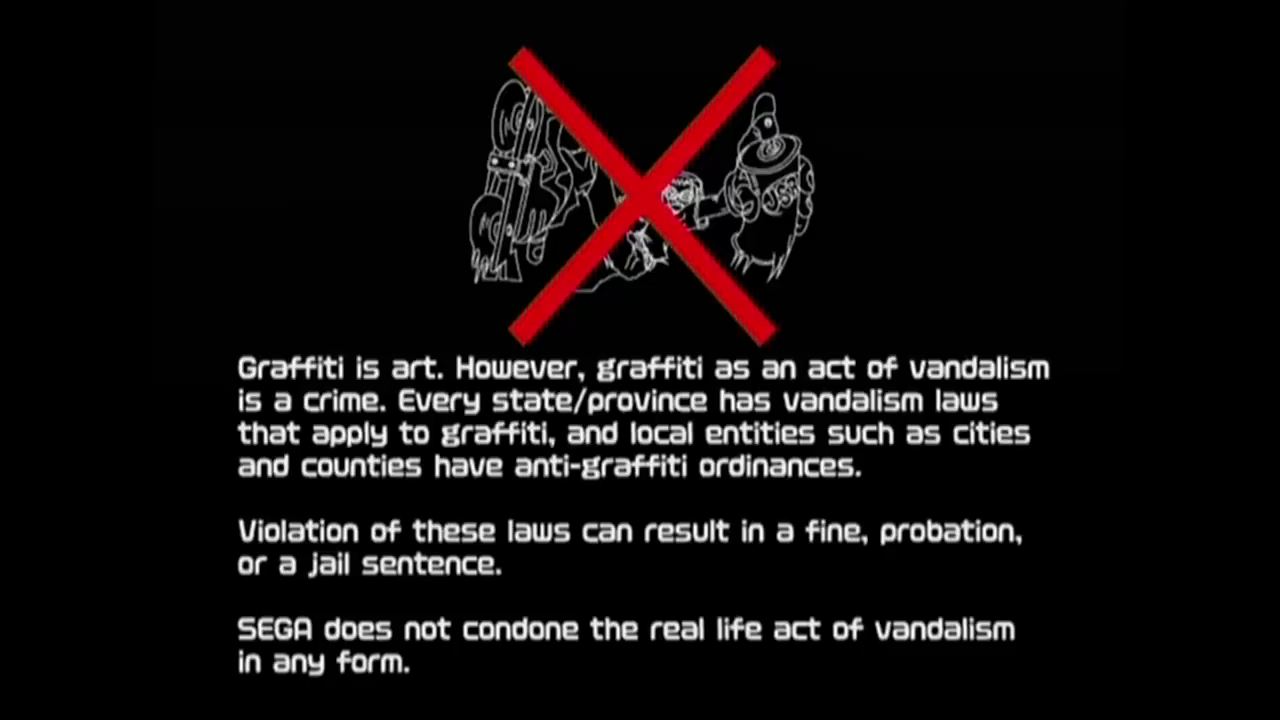 JSR
Graffiti is art. However, graffiti as an act of vandalism
is a crime. Every state/province has vandalism laws
that apply to graffiti, and local entities such as cities
and counties have anti-graffiti ordinances.
Violation of these laws can result in a fine, probation,
or a jail sentence.
SEGA does not condone the real life act of vandalism
in any form.